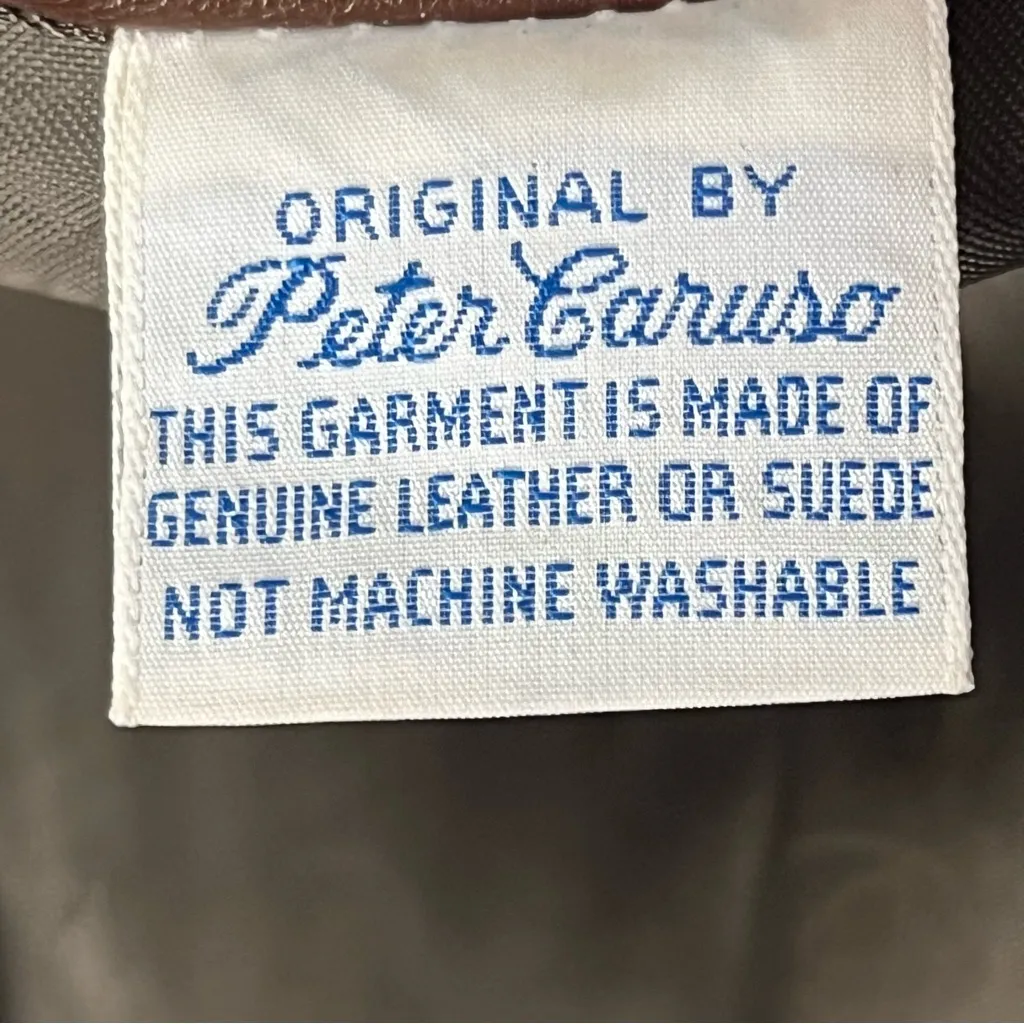 ORIGINAL BY
Peter Caruso
THIS GARMENT IS MADE OF
GENUINE LEATHER OR SUEDE
NOT MACHINE WASHABLE